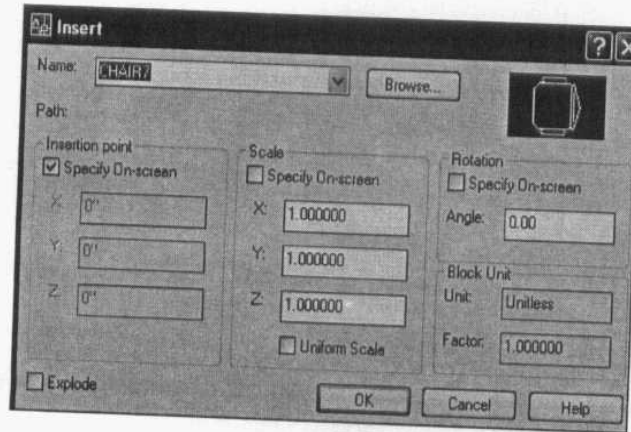 Insert
Name: CHAIR7 Browse...
Path:
Insertion point
Specify On-screen
X: 0"
Y: 0"
Z: 0"
Scale
Specify On-screen
X: 1.000000
Y: 1.000000
Z: 1.000000
Uniform Scale
Rotation
Specify On-screen
Angle: 0.00
Block Unit
Unit: Unitless
Factor: 1.000000
Explode
OK Cancel Help